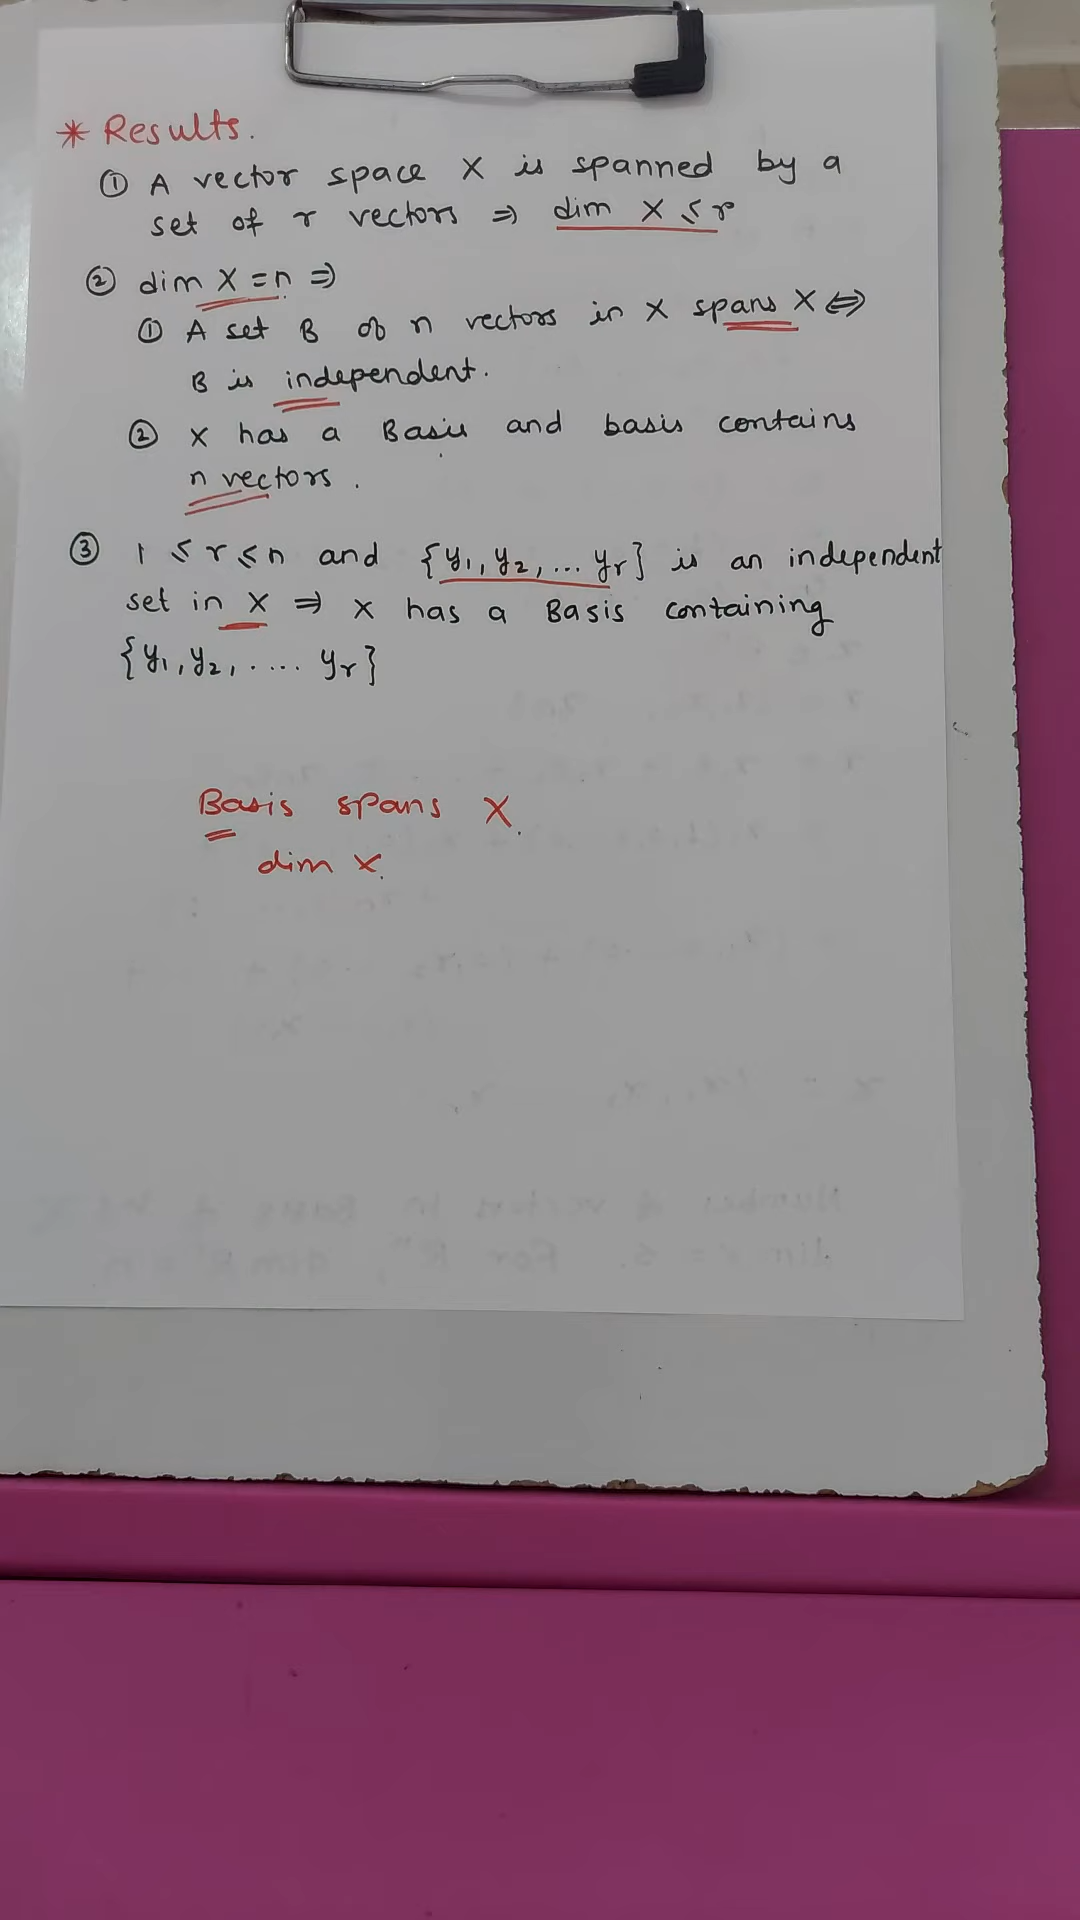 * Results.
① A vector space X is spanned by a
set of r vectors ⇒ dim X ≤ r
② dim X = n ⇒
① A set B of n vectors in X spans X ⇔
B is independent.
② X has a Basis and basis contains
n vectors.
③ 1 ≤ r ≤ n and {y₁, y₂, ... yᵣ} is an independent
set in X ⇒ X has a Basis containing
{y₁, y₂, .... yᵣ}
Basis spans X.
dim X.